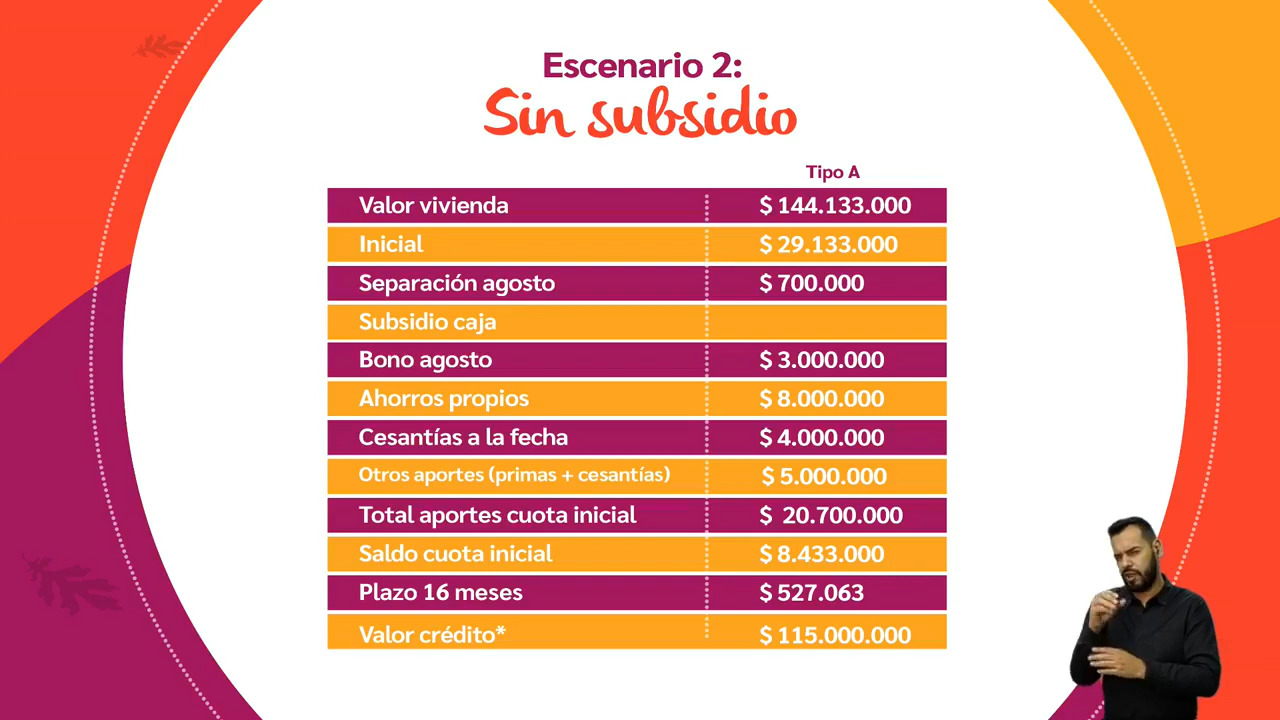 Escenario 2:
Sin subsidio
Tipo A
Valor vivienda $ 144.133.000
Inicial $ 29.133.000
Separación agosto $ 700.000
Subsidio caja
Bono agosto $ 3.000.000
Ahorros propios $ 8.000.000
Cesantías a la fecha $ 4.000.000
Otros aportes (primas + cesantías) $ 5.000.000
Total aportes cuota inicial $ 20.700.000
Saldo cuota inicial $ 8.433.000
Plazo 16 meses $ 527.063
Valor crédito* $ 115.000.000